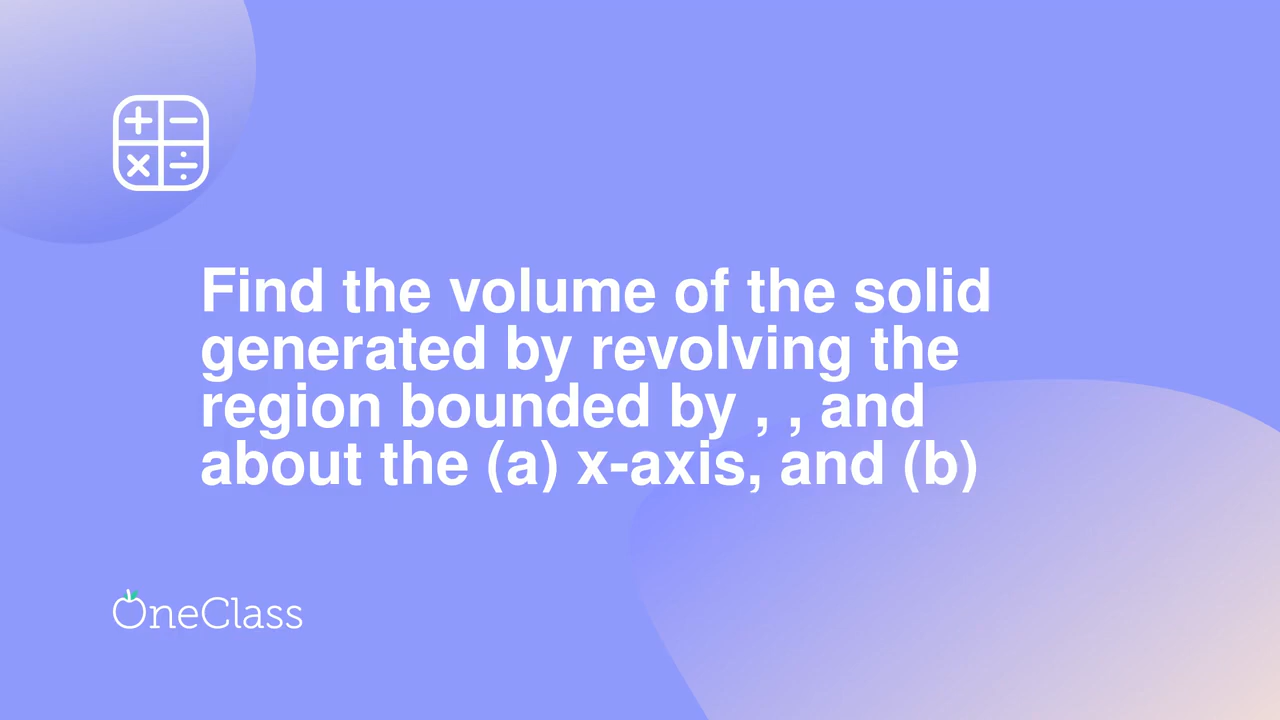 Find the volume of the solid
generated by revolving the
region bounded by , , and
about the (a) x-axis, and (b)
OneClass